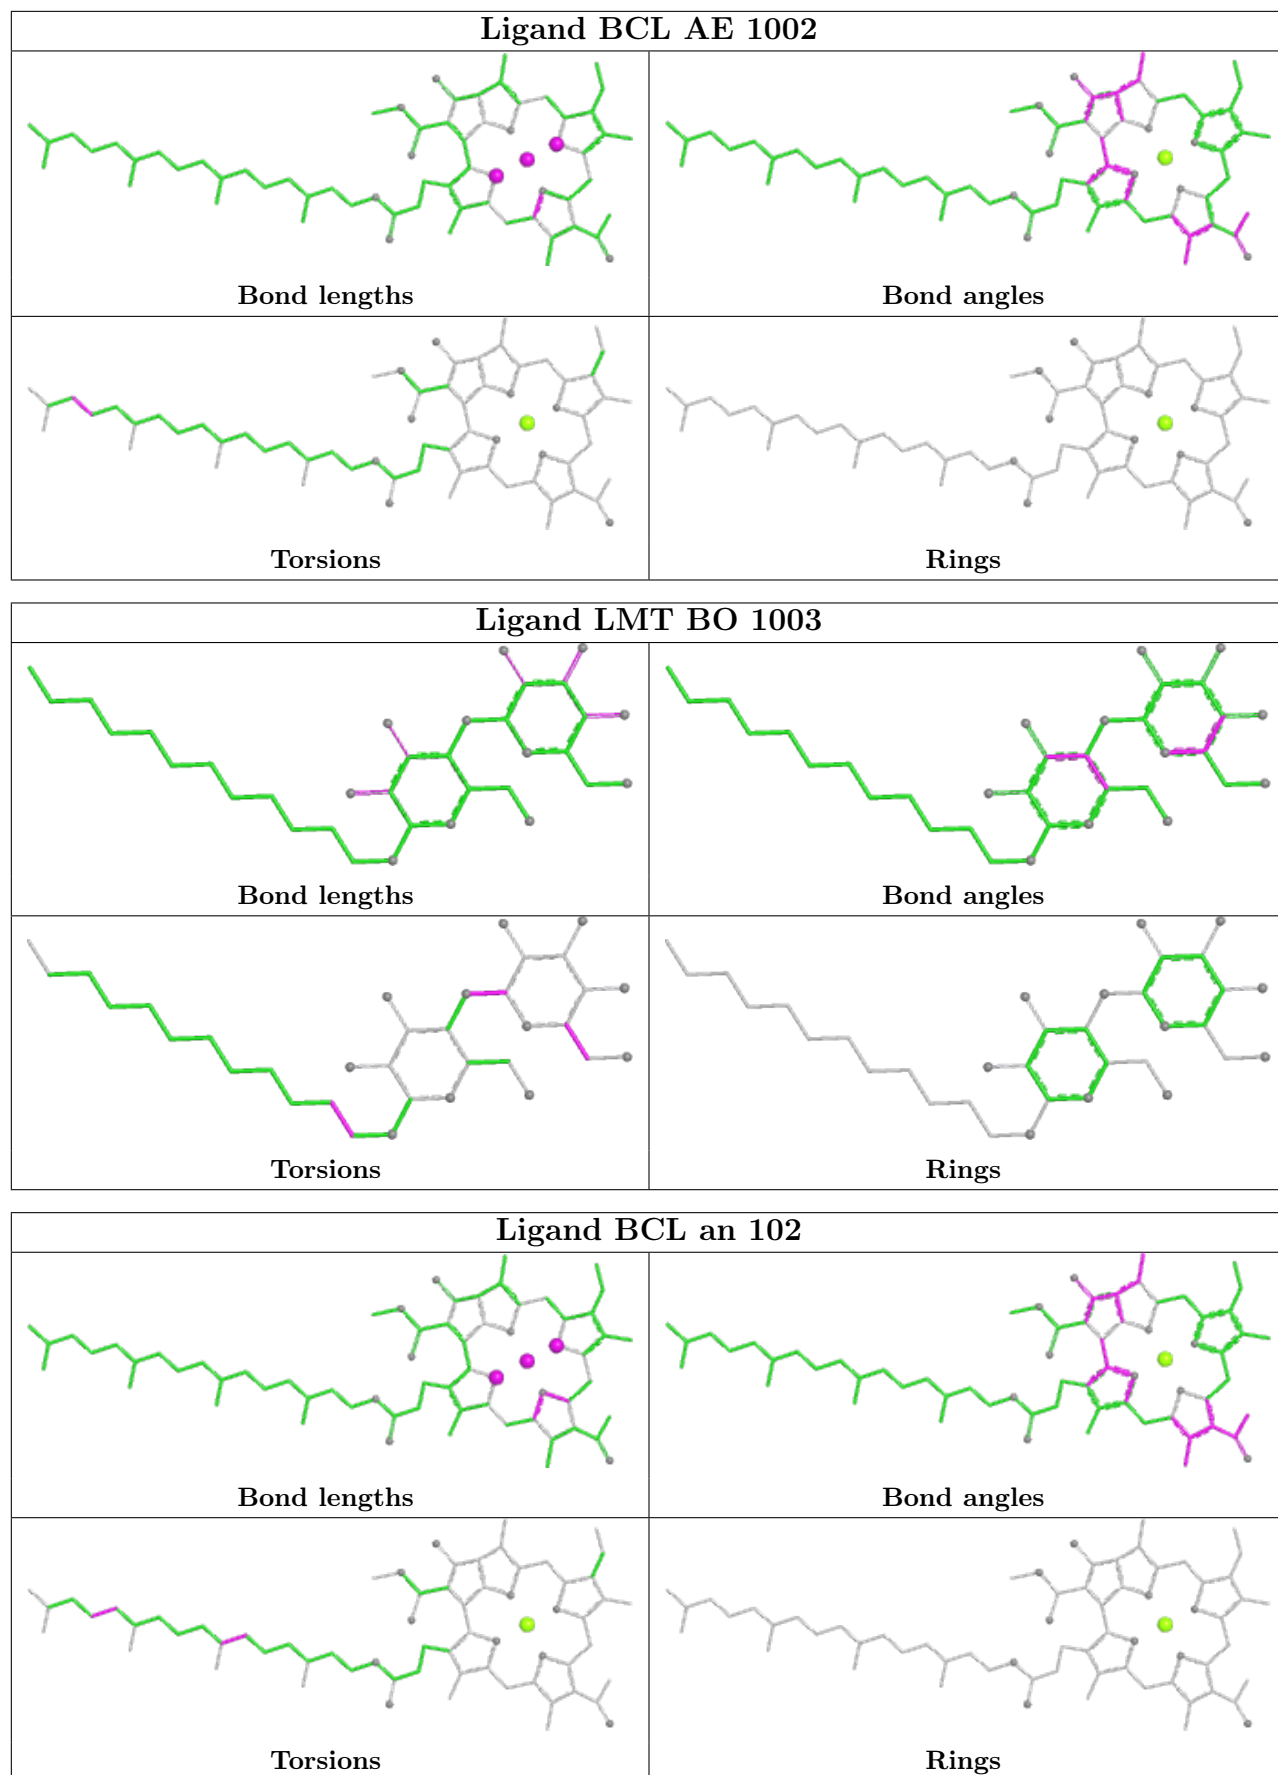 Ligand BCL AE 1002
Bond lengths
Bond angles
Torsions
Rings
Ligand LMT BO 1003
Bond lengths
Bond angles
Torsions
Rings
Ligand BCL an 102
Bond lengths
Bond angles
Torsions
Rings